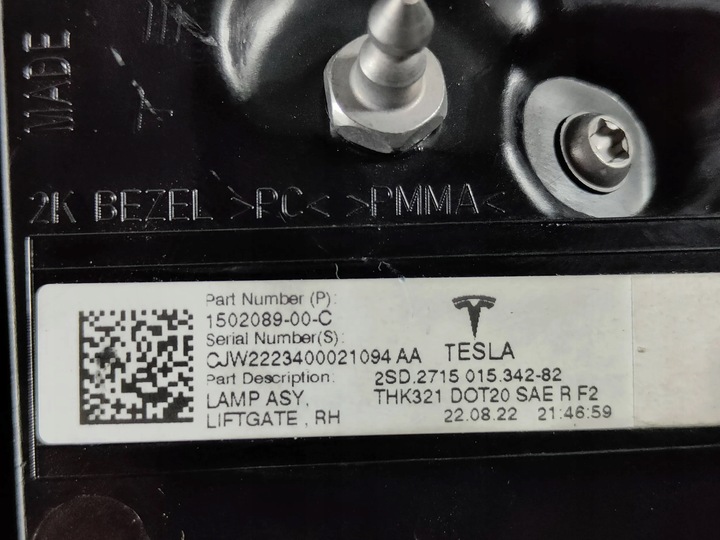 MADE
2K BEZEL >PC< >PMMA<
Part Number (P):
1502089-00-C
Serial Number(S):
CJW2223400021094 AA
Part Description:
LAMP ASY,
LIFTGATE , RH
TESLA
2SD.2715 015.342-82
THK321 DOT20 SAE R F2
22.08.22 21:46:59